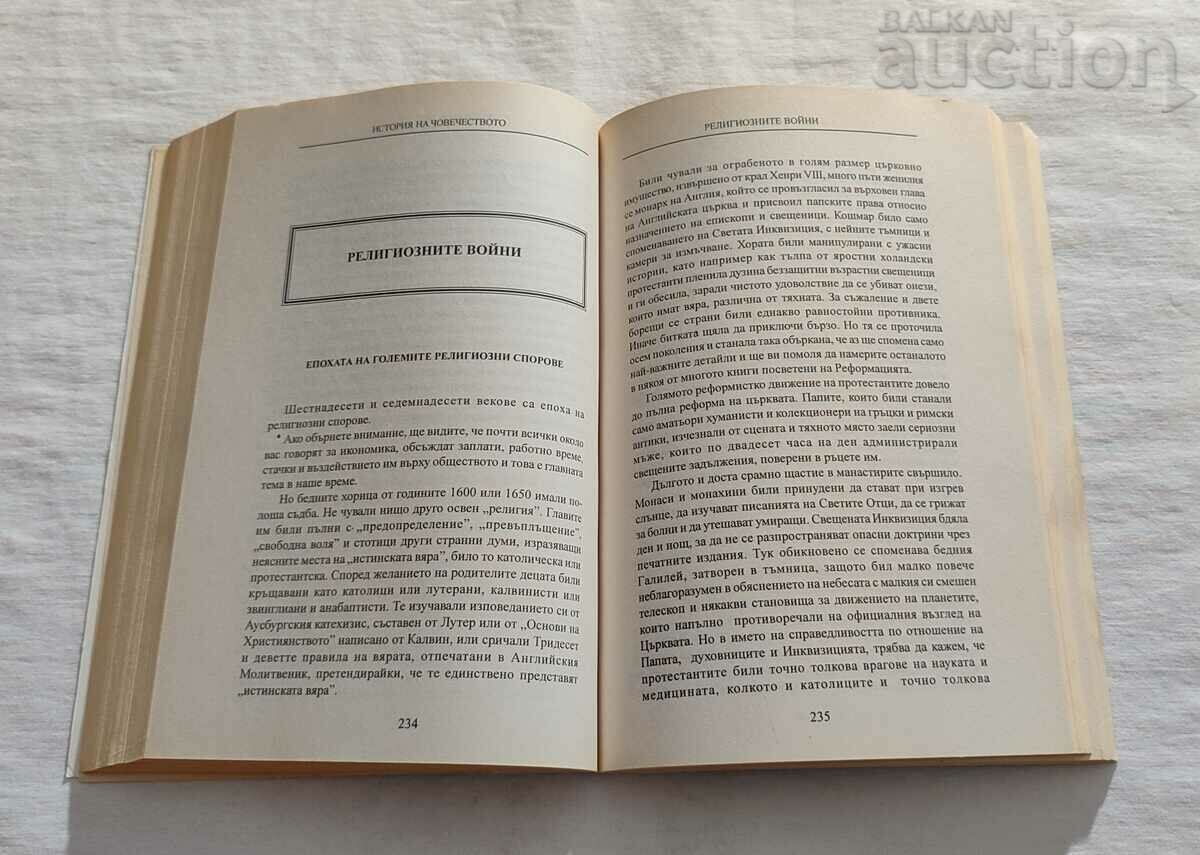 BALKAN
auction
ИСТОРИЯ НА ЧОВЕЧЕСТВОТО
РЕЛИГИОЗНИТЕ ВОЙНИ
ЕПОХАТА НА ГОЛЕМИТЕ РЕЛИГИОЗНИ СПОРОВЕ
Шестнадесети и седемнадесети векове са епоха на
религиозни спорове.
* Ако обърнете внимание, ще видите, че почти всички около
вас говорят за икономика, обсъждат заплати, работно време,
стачки и въздействието им върху обществото и това е главната
тема в наше време.
Но бедните хорица от годините 1600 или 1650 имали по-
лоша съдба. Не чували нищо друго освен „религия". Главите
им били пълни с „предопределение", „превъплъщение",
„свободна воля" и стотици други странни думи, изразяващи
неясните места на „истинската вяра", било то католическа или
протестантска. Според желанието на родителите децата били
кръщавани като католици или лутерани, калвинисти или
звинглиани и анабаптисти. Те изучавали изповеданието си от
Аусбургския катехизис, съставен от Лутер или от „Основи на
Християнството" написано от Калвин, или сричали Тридесет
и деветте правила на вярата, отпечатани в Английския
Молитвеник, претендирайки, че те единствено представят
„истинската вяра".
234
РЕЛИГИОЗНИТЕ ВОЙНИ
Били чували за ограбеното в голям размер църковно
имущество, извършено от крал Хенри VIII, много пъти женилия
се монарх на Англия, който се провъзгласил за върховен глава
на Английската църква и присвоил папските права относно
назначението на епископи и свещеници. Кошмар било само
споменаването на Светата Инквизиция, с нейните тъмници и
камери за измъчване. Хората били манипулирани с ужасни
истории, като например как тълпа от яростни холандски
протестанти пленила дузина беззащитни възрастни свещеници
и ги обесила, заради чистото удоволствие да се убиват онези,
които имат вяра, различна от тяхната. За съжаление и двете
борещи се страни били еднакво равностойни противника.
Иначе битката щяла да приключи бързо. Но тя се проточила
осем поколения и станала така объркана, че аз ще спомена само
най-важните детайли и ще ви помоля да намерите останалото
в някоя от многото книги посветени на Реформацията.
Голямото реформистко движение на протестантите довело
до пълна реформа на църквата. Папите, които били станали
само аматьори хуманисти и колекционери на гръцки и римски
антики, изчезнали от сцената и тяхното място заели сериозни
мъже, които по двадесет часа на ден администрирали
свещените задължения, поверени в ръцете им.
Дългото и доста срамно щастие в манастирите свършило.
Монаси и монахини били принудени да стават при изгрев
слънце, да изучават писанията на Светите Отци, да се грижат
за болни и да утешават умиращи. Свещената Инквизиция бдяла
ден и нощ, за да не се разпространяват опасни доктрини чрез
печатните издания. Тук обикновено се споменава бедния
Галилей, затворен в тъмница, защото бил малко повече
неблагоразумен в обяснението на небесата с малкия си смешен
телескоп и някакви становища за движението на планетите,
които напълно противоречали на официалния възглед на
Църквата. Но в името на справедливостта по отношение на
Папата, духовниците и Инквизицията, трябва да кажем, че
протестантите били точно толкова врагове на науката и
медицината, колкото и католиците и точно толкова
235